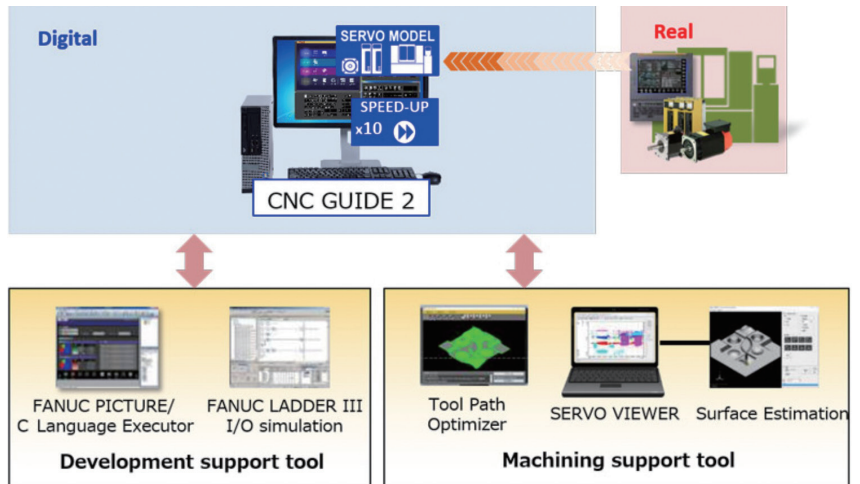 Digital
Real
SERVO MODEL
SPEED-UP
x10
CNC GUIDE 2
FANUC PICTURE/
C Language Executor
FANUC LADDER III
I/O simulation
Development support tool
Tool Path
Optimizer
SERVO VIEWER
Surface Estimation
Machining support tool